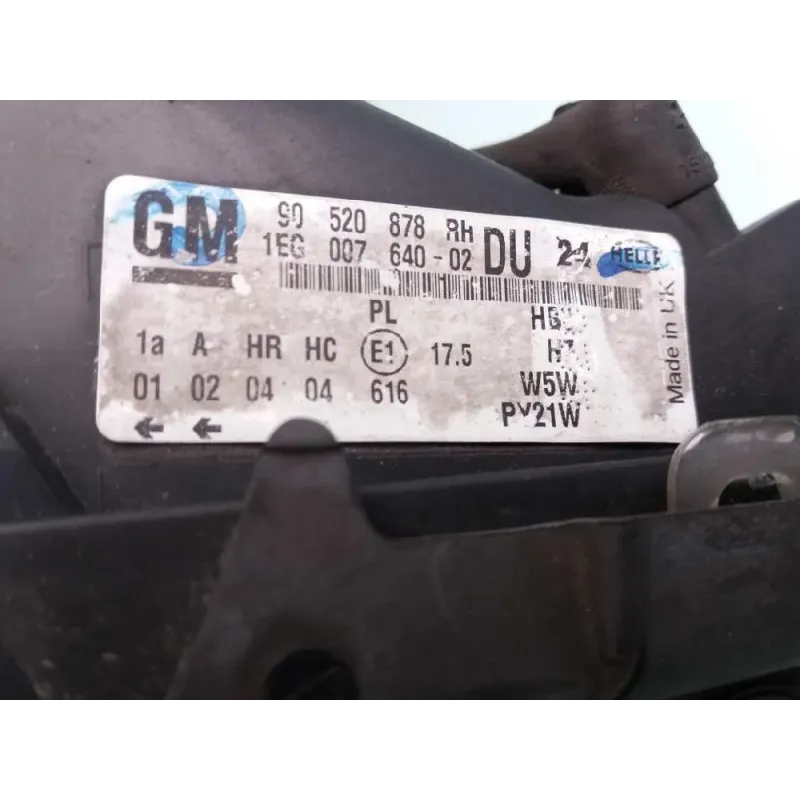 GM 90 520 878 RH
1EG 007 640-02 DU 24 HELLA
PL
1a A HR HC E1 17.5 H7
01 02 04 04 616 W5W
PY21W
Made in UK